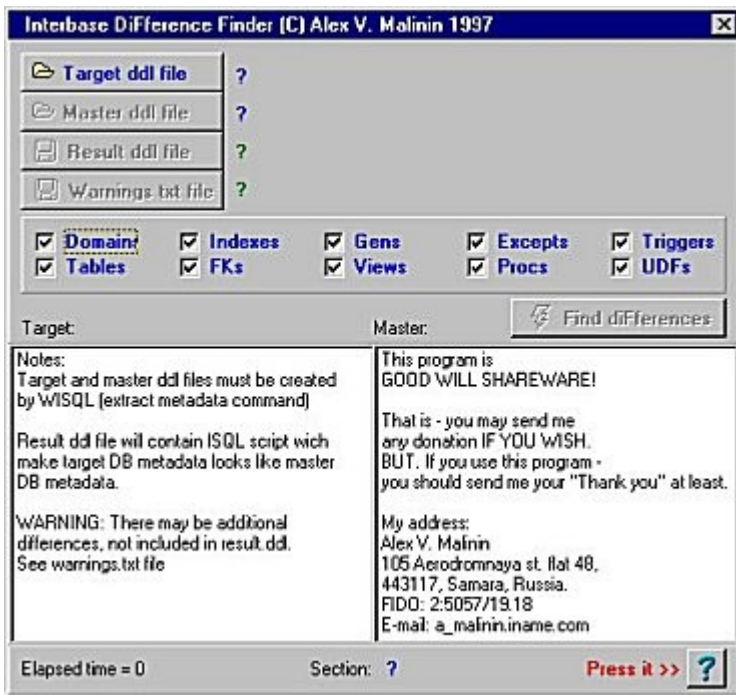 Interbase DiFference Finder (C) Alex V. Malinin 1997
Target ddl file ?
Master ddl file ?
Result ddl file ?
Warnings txt file ?
Domains Indexes Gens Excepts Triggers
Tables FKs Views Procs UDFs
Find diFferences
Target: Master:
Notes:
Target and master ddl files must be created
by WISQL (extract metadata command)
Result ddl file will contain ISQL script wich
make target DB metadata looks like master
DB metadata.
WARNING: There may be additional
differences, not included in result.ddl.
See warnings.txt file
This program is
GOOD WILL SHAREWARE!
That is - you may send me
any donation IF YOU WISH.
BUT. If you use this program -
you should send me your "Thank you" at least.
My address:
Alex V. Malinin
105 Aerodromnaya st. flat 48,
443117, Samara, Russia.
FIDO: 2:5057/19.18
E-mail: a_malinin.iname.com
Elapsed time = 0 Section: ? Press it >> ?